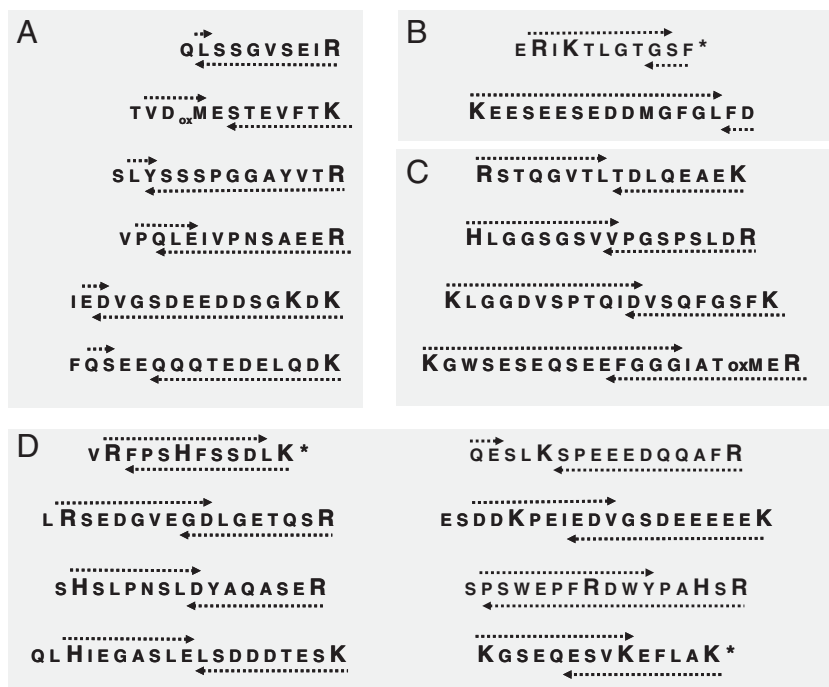 A
QLSSGVSEIR
TVDoxMESTEVFTK
SLYSSSPGGAYVTR
VPQLEIVPNSAEER
IEDVGSDEEDDSGKDK
FQSEEQQQTEDELQDK
B
ERIKTLGTGSF*
KEESEESEDDMGFGLFD
C
RSTQGVTLTDLQEAEK
HLGGSGSVVPGSPSLDR
KLGGDVSPTQIDVSQFGSFK
KGWSESEQSEEFGGGIAToxMER
D
VRFPSHFSSDLK*
LRSEDGVEGDLGETQSR
SHSLPNSLDYAQASER
QLHIEGASLELSDDDTESK
QESLKSPEEEDQQAFR
ESDDKPEIEDVGSDEEEEEK
SPSWEPFRDWYPAHSR
KGSEQESVKEFLAK*